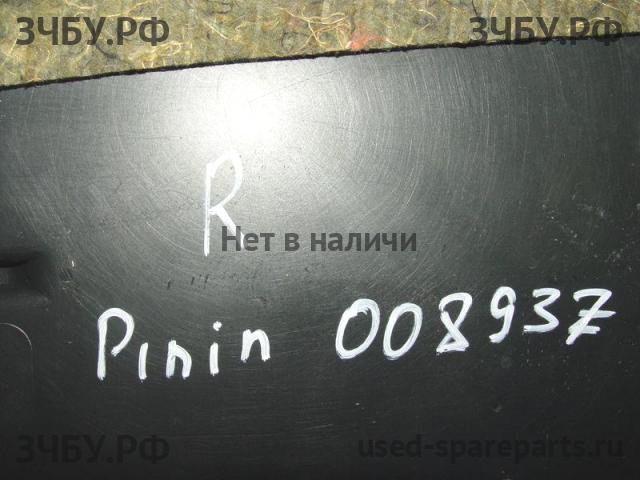 ЗЧБУ.РФ ЗЧБУ.РФ
R
Нет в наличи
Pinin 008937
ЗЧБУ.РФ used-spareparts.ru